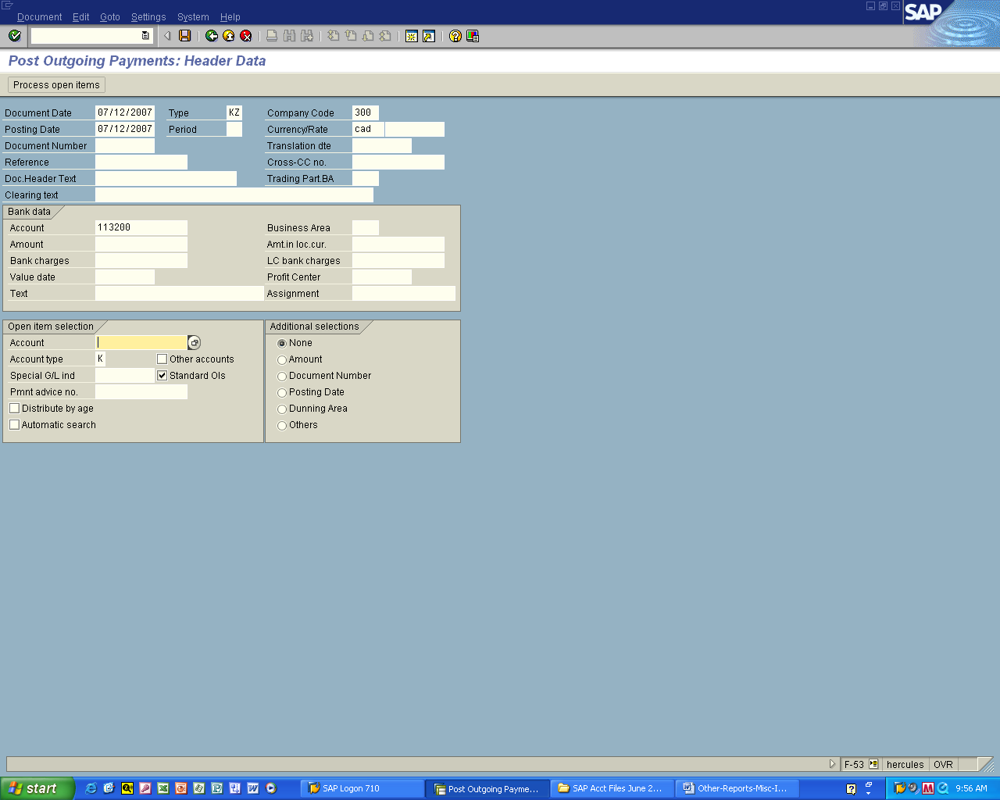 Document Edit Goto Settings System Help
SAP
Post Outgoing Payments: Header Data
Process open items
Document Date 07/12/2007 Type KZ Company Code 300
Posting Date 07/12/2007 Period Currency/Rate cad
Document Number Translation dte
Reference Cross-CC no.
Doc.Header Text Trading Part.BA
Clearing text
Bank data
Account 113200 Business Area
Amount Amt.in loc.cur.
Bank charges LC bank charges
Value date Profit Center
Text Assignment
Open item selection Additional selections
Account None
Account type K Other accounts Amount
Special G/L ind Standard OIs Document Number
Pmnt advice no. Posting Date
Distribute by age Dunning Area
Automatic search Others
F-53 hercules OVR
start SAP Logon 710 Post Outgoing Payme... SAP Acct Files June 2... Other-Reports-Misc-I... 9:56 AM